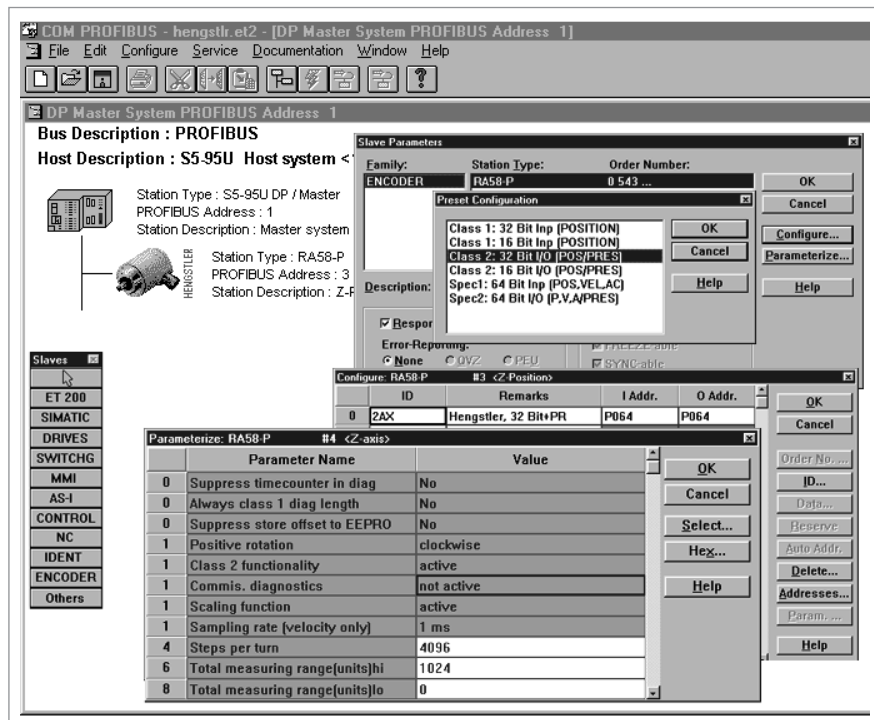 COM PROFIBUS - hengstlr.et2 - [DP Master System PROFIBUS Address 1]
File Edit Configure Service Documentation Window Help
DP Master System PROFIBUS Address 1
Bus Description : PROFIBUS
Host Description : S5-95U Host system <
Station Type : S5-95U DP / Master
PROFIBUS Address : 1
Station Description : Master system
HENGSTLER
Station Type : RA58-P
PROFIBUS Address : 3
Station Description : Z-P
Slave Parameters
Family: Station Type: Order Number:
ENCODER RA58-P 0 543 ...
OK
Cancel
Configure...
Parameterize...
Help
Description:
Respor
Error-Reporting:
None QVZ PEU
FREEZE-able
SYNC-able
Preset Configuration
Class 1: 32 Bit Inp (POSITION)
Class 1: 16 Bit Inp (POSITION)
Class 2: 32 Bit I/O (POS/PRES)
Class 2: 16 Bit I/O (POS/PRES)
Spec1: 64 Bit Inp (POS,VEL,AC)
Spec2: 64 Bit I/O (P,V,A/PRES)
OK
Cancel
Help
Slaves
ET 200
SIMATIC
DRIVES
SWITCHG
MMI
AS-I
CONTROL
NC
IDENT
ENCODER
Others
Configure: RA58-P #3 <Z-Position>
ID Remarks I Addr. O Addr.
0 2AX Hengstler, 32 Bit+PR P064 P064
OK
Cancel
Order No. ...
ID...
Data...
Reserve
Auto Addr.
Delete...
Addresses...
Param. ...
Help
Parameterize: RA58-P #4 <Z-axis>
Parameter Name Value
0 Suppress timecounter in diag No
0 Always class 1 diag length No
0 Suppress store offset to EEPRO No
1 Positive rotation clockwise
1 Class 2 functionality active
1 Commis. diagnostics not active
1 Scaling function active
1 Sampling rate (velocity only) 1 ms
4 Steps per turn 4096
6 Total measuring range(units)hi 1024
8 Total measuring range(units)lo 0
OK
Cancel
Select...
Hex...
Help